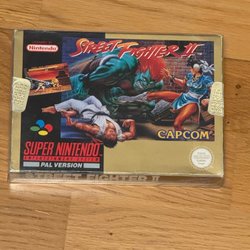 Nintendo
STREET FIGHTER II
CAPCOM
SUPER NINTENDO
ENTERTAINMENT SYSTEM
PAL VERSION
STREET FIGHTER II